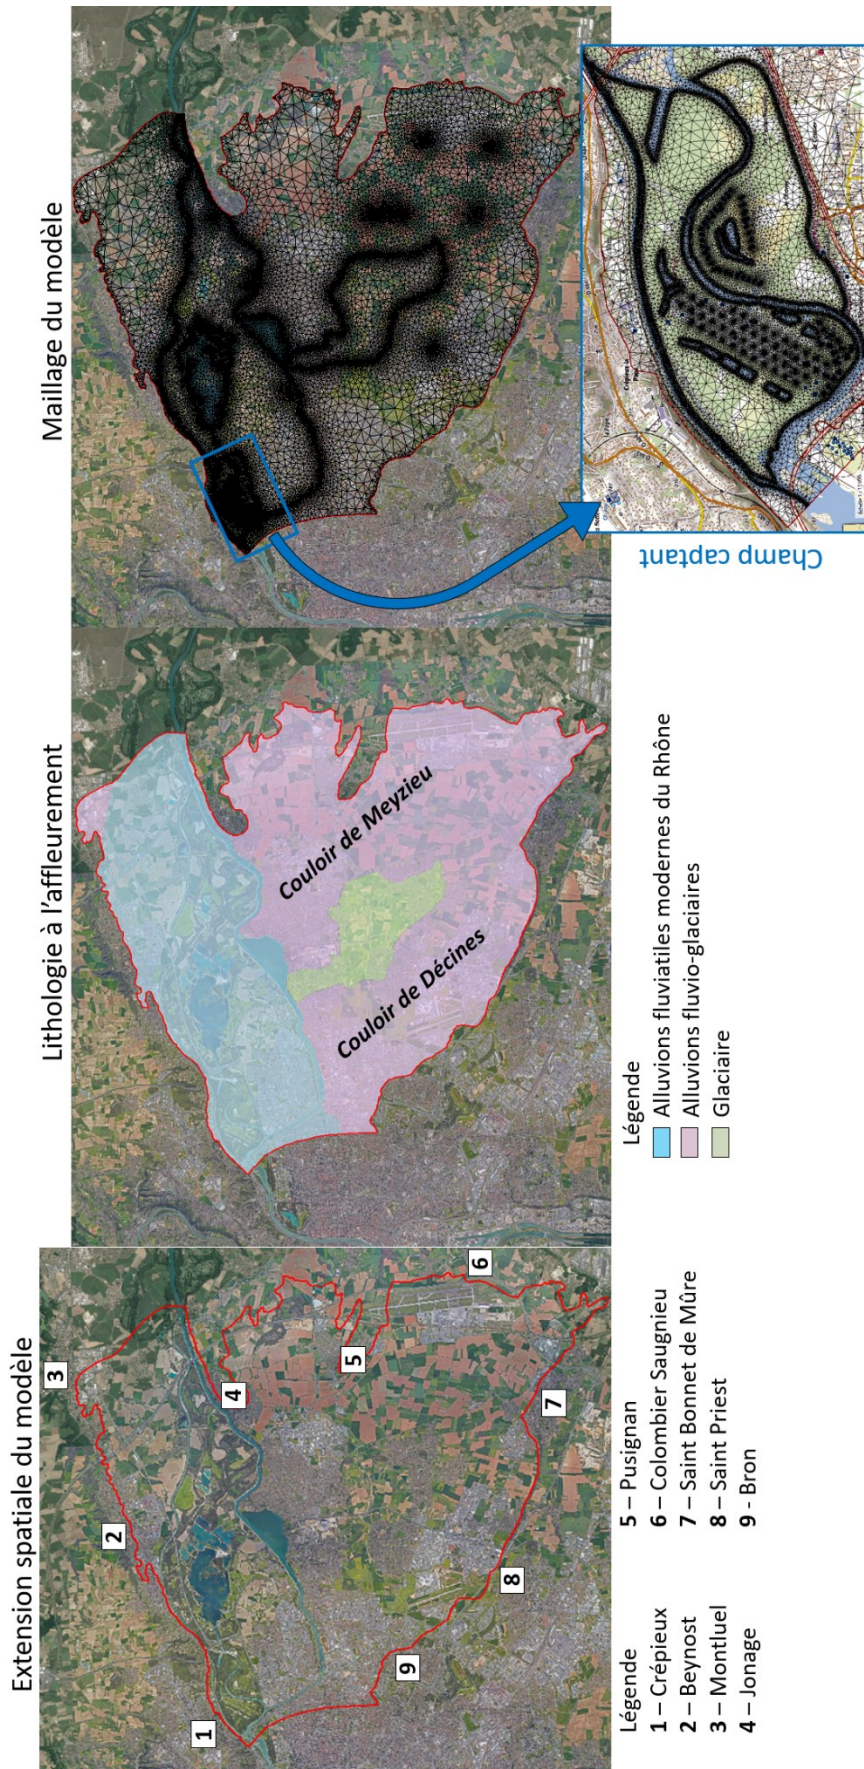 Extension spatiale du modèle
1
2
3
4
5
6
7
8
9
Légende
1 – Crépieux
2 – Beynost
3 – Montluel
4 – Jonage
5 – Pusignan
6 – Colombier Saugnieu
7 – Saint Bonnet de Mûre
8 – Saint Priest
9 - Bron
Lithologie à l'affleurement
Couloir de Meyzieu
Couloir de Décines
Légende
Alluvions fluviatiles modernes du Rhône
Alluvions fluvio-glaciaires
Glaciaire
Maillage du modèle
Champ captant